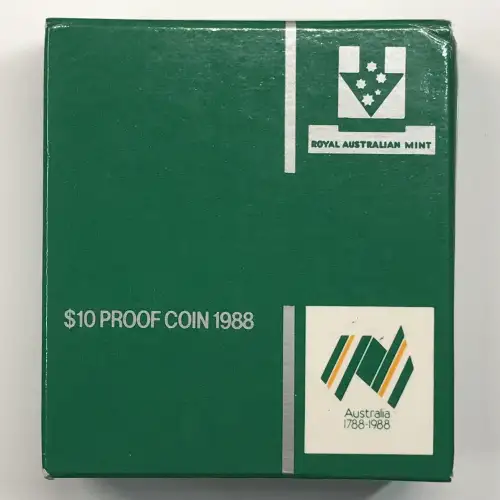 ROYAL AUSTRALIAN MINT
$10 PROOF COIN 1988
Australia
1788-1988